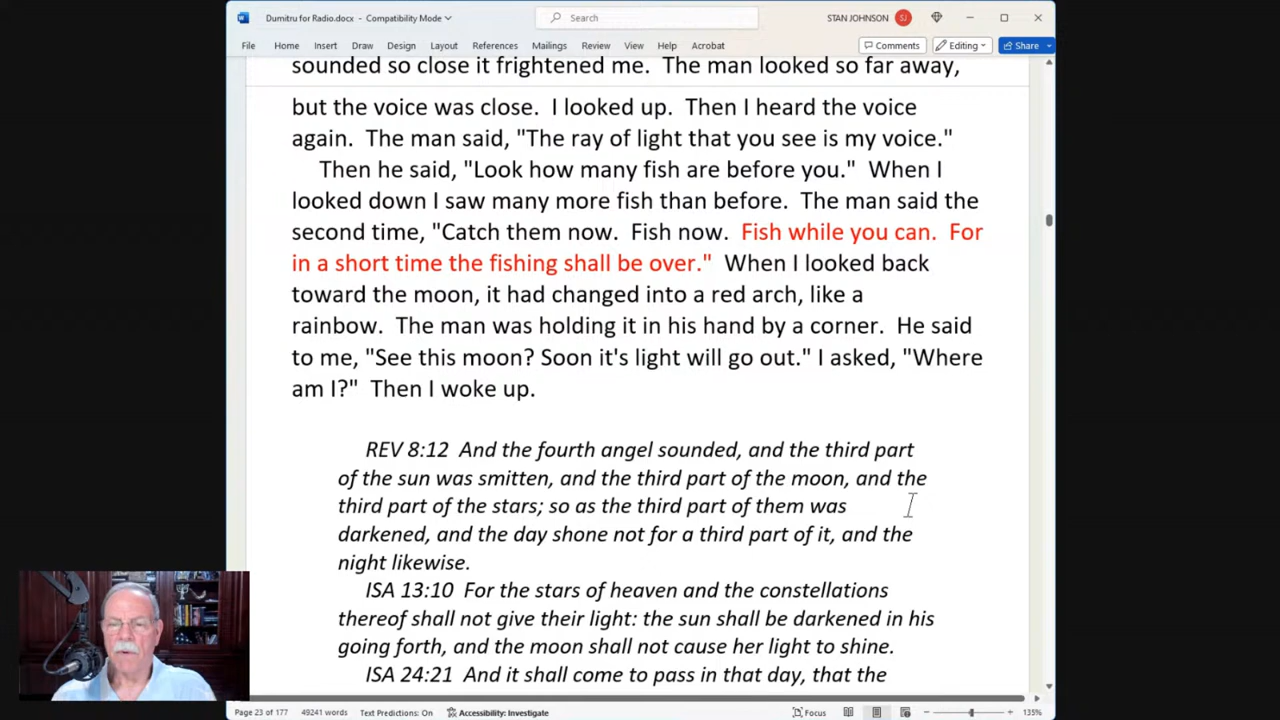 Dumitru for Radio.docx - Compatibility Mode
Search
STAN JOHNSON SJ
File Home Insert Draw Design Layout References Mailings Review View Help Acrobat Comments Editing Share
sounded so close it frightened me. The man looked so far away,
but the voice was close. I looked up. Then I heard the voice
again. The man said, "The ray of light that you see is my voice."
Then he said, "Look how many fish are before you." When I
looked down I saw many more fish than before. The man said the
second time, "Catch them now. Fish now. Fish while you can. For
in a short time the fishing shall be over." When I looked back
toward the moon, it had changed into a red arch, like a
rainbow. The man was holding it in his hand by a corner. He said
to me, "See this moon? Soon it's light will go out." I asked, "Where
am I?" Then I woke up.
REV 8:12 And the fourth angel sounded, and the third part
of the sun was smitten, and the third part of the moon, and the
third part of the stars; so as the third part of them was
darkened, and the day shone not for a third part of it, and the
night likewise.
ISA 13:10 For the stars of heaven and the constellations
thereof shall not give their light: the sun shall be darkened in his
going forth, and the moon shall not cause her light to shine.
ISA 24:21 And it shall come to pass in that day, that the
Page 23 of 177 49241 words Text Predictions: On Accessibility: Investigate Focus 135%